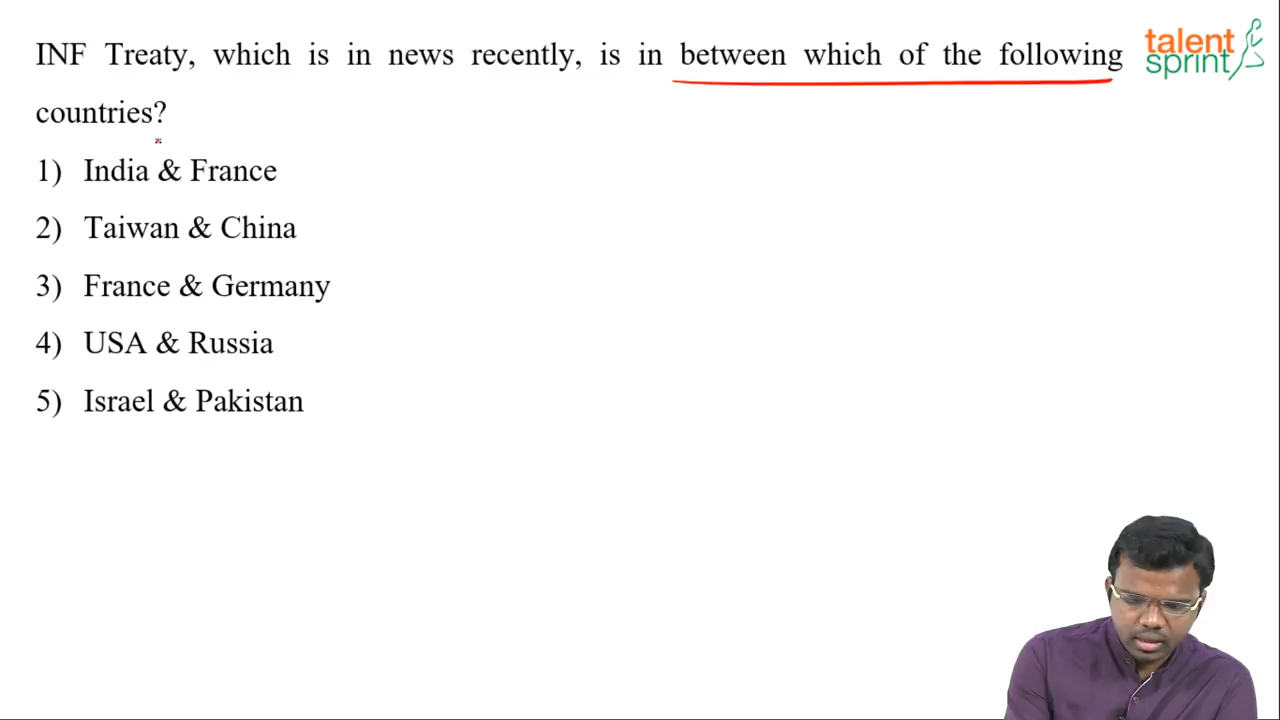 INF Treaty, which is in news recently, is in between which of the following
countries?
1) India & France
2) Taiwan & China
3) France & Germany
4) USA & Russia
5) Israel & Pakistan
talent
sprint